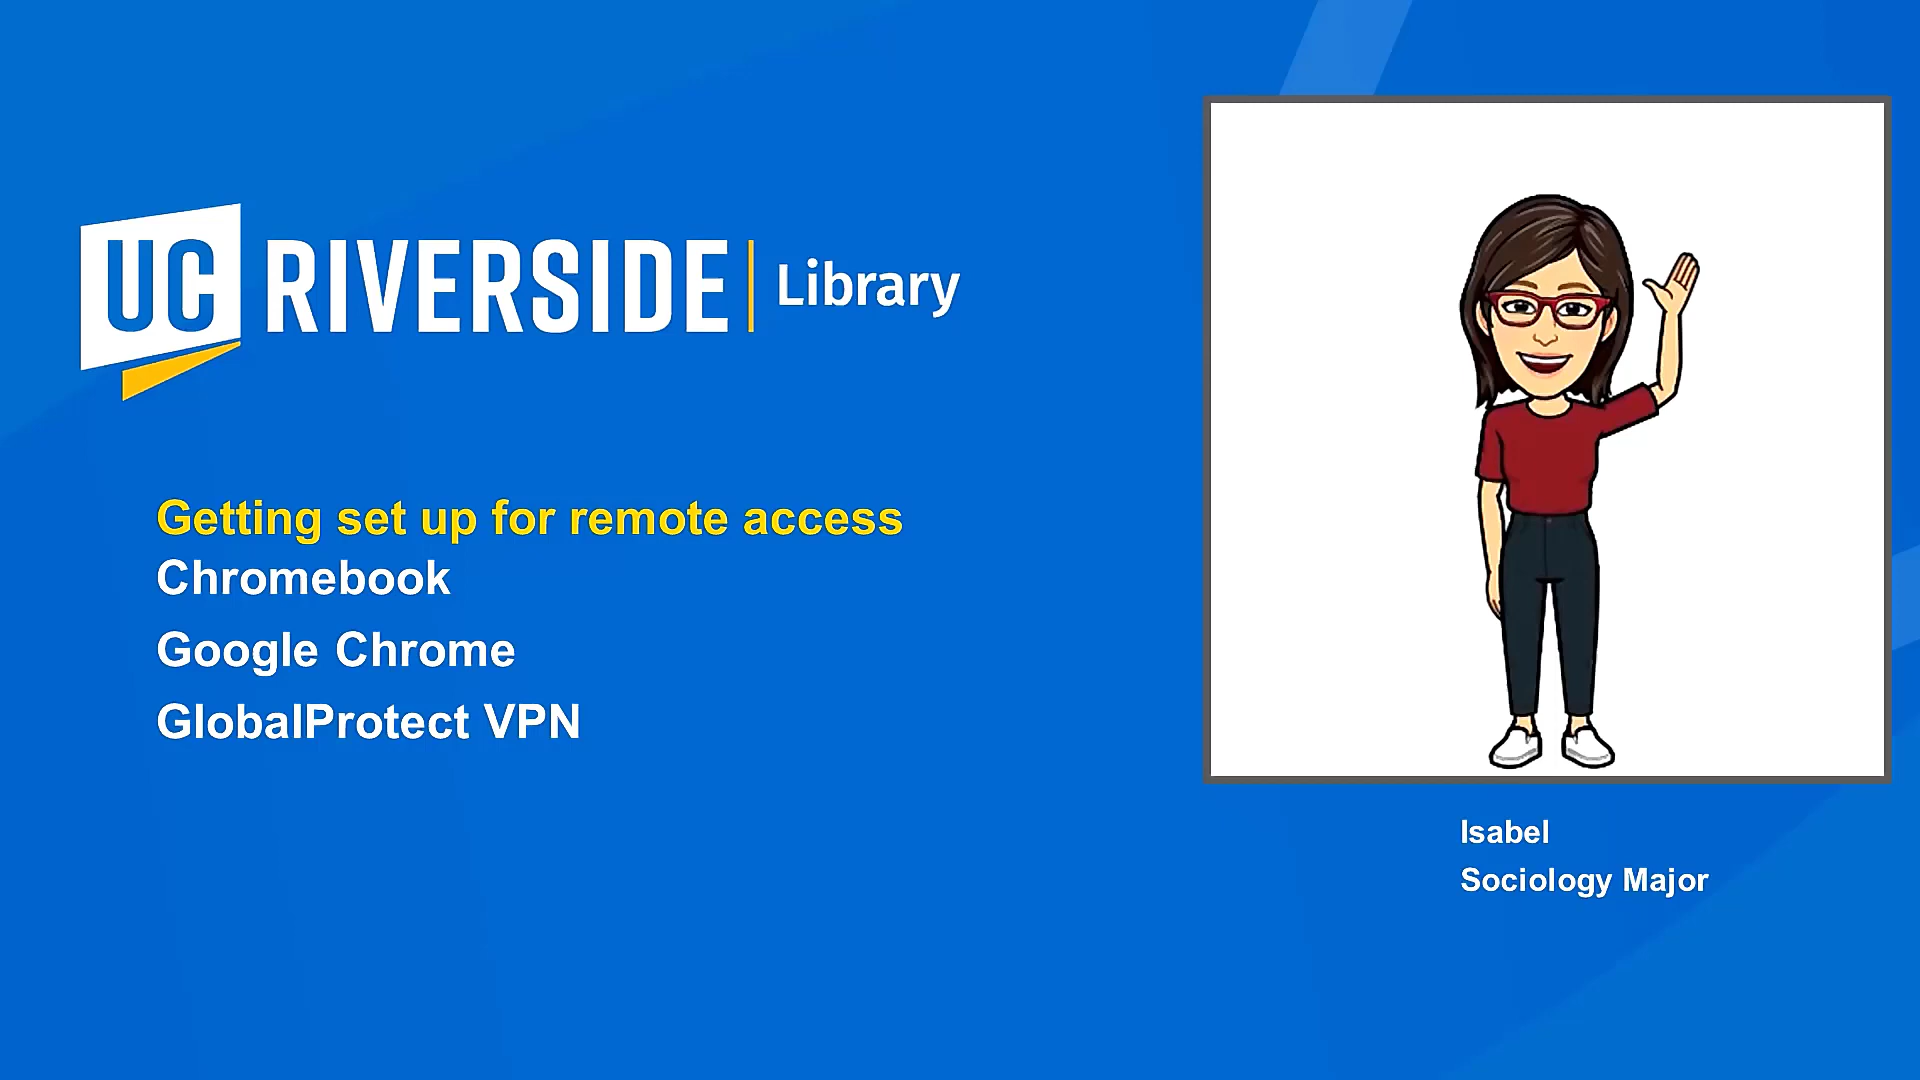 UC RIVERSIDE | Library
Getting set up for remote access
Chromebook
Google Chrome
GlobalProtect VPN
Isabel
Sociology Major